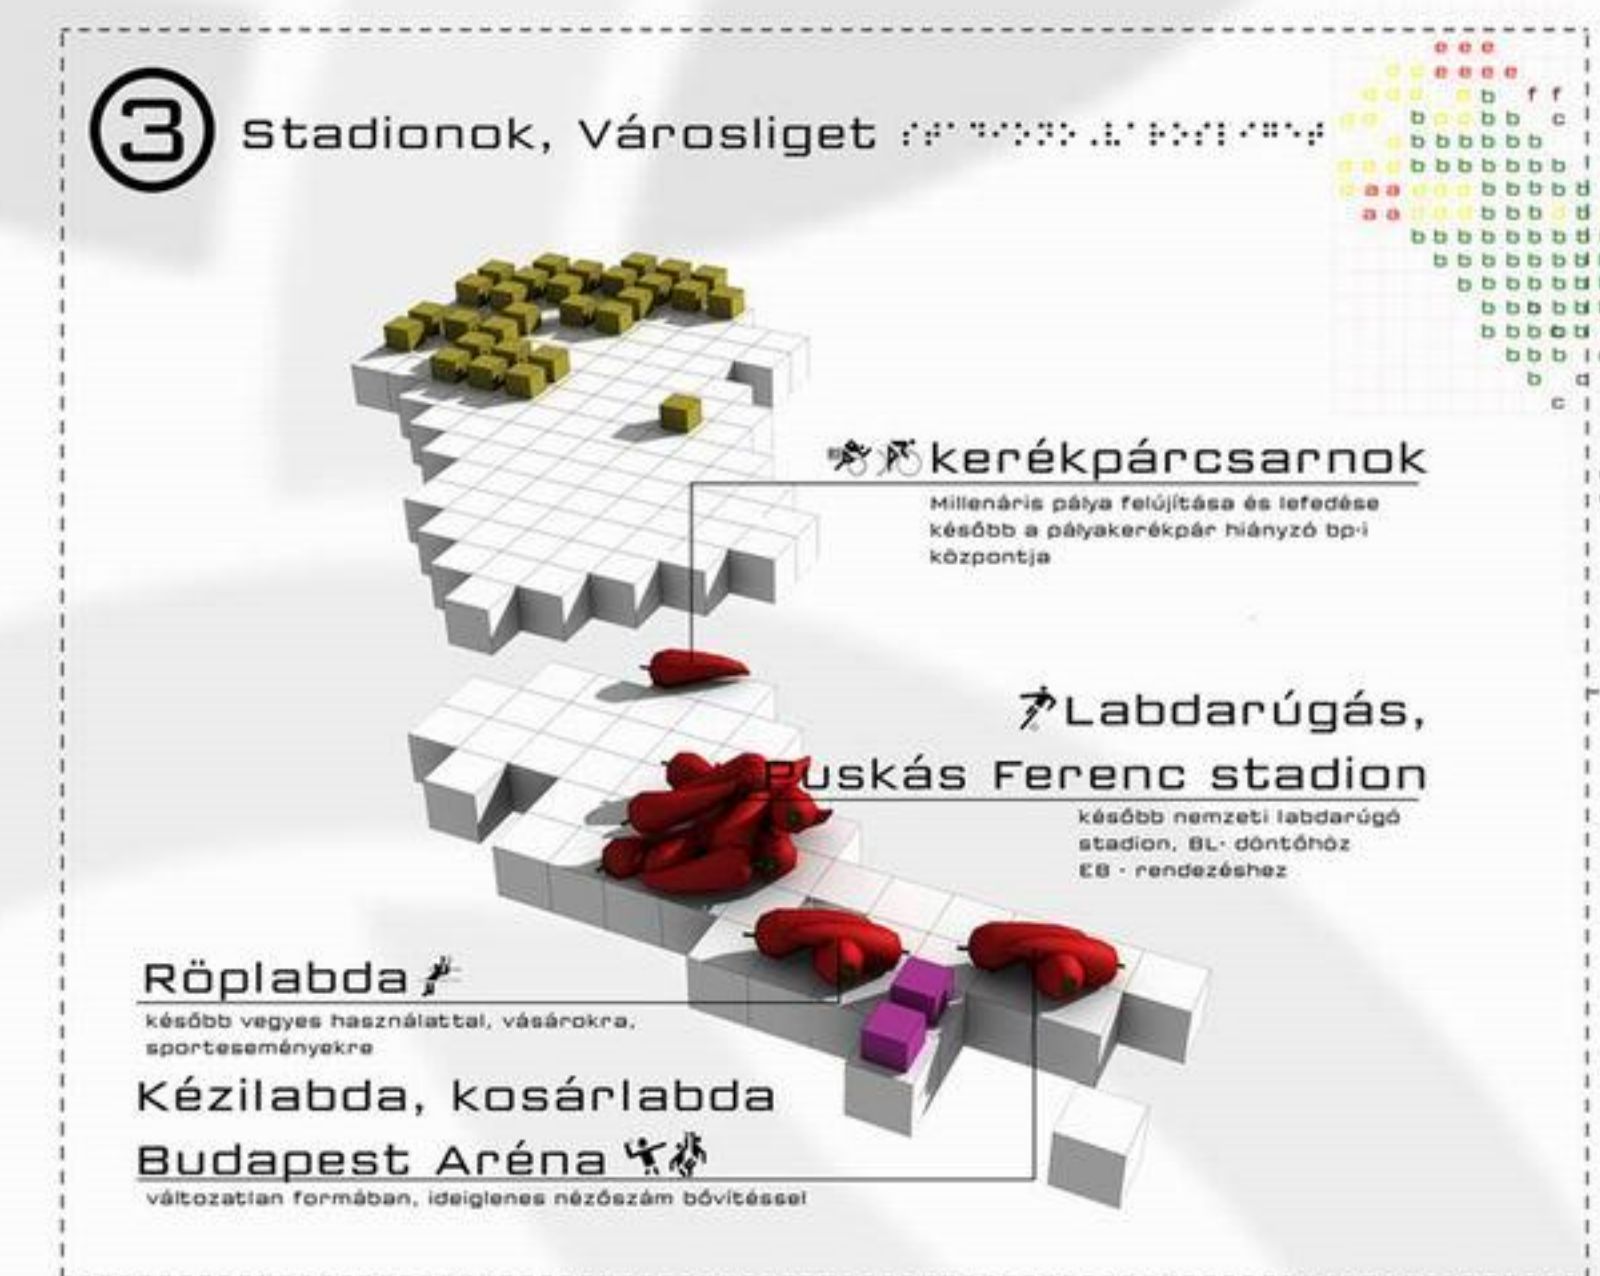 3 Stadionok, Városliget
e e e
d d e e e e
d d d d b f f
d d b d d b b c
d b b b b b
d d d b b b b b b b
d a a d d d b b b b b
a a d d d b b b d b
b b b b b b b b
b b b b b b b
b b b b b b
b b b b b
b b b c b
b b b
b d
c
kerékpárcsarnok
Millenáris pálya felújítása és lefedése
később a pályakerékpár hiányzó bp-i
központja
Labdarúgás,
Puskás Ferenc stadion
később nemzeti labdarúgó
stadion, BL- döntőhöz
EB - rendezéshez
Röplabda
később vegyes használattal, vásárokra,
sporteseményekre
Kézilabda, kosárlabda
Budapest Aréna
változatlan formában, ideiglenes nézőszám bővítéssel